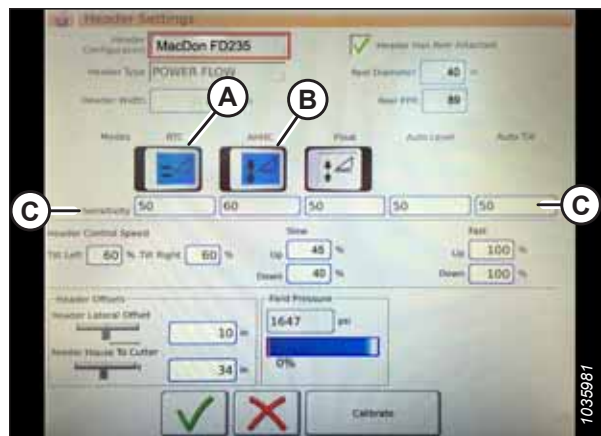 Header Settings
Header Configuration MacDon FD235
Header Has Reel Attached
Header Type POWER FLOW
Reel Diameter 40 in
Header Width
Reel PPR 89
A
B
Modes RTC AHHC Float Auto Level Auto Tilt
C Sensitivity 50 60 50 50 50 C
Header Control Speed
Slow
Fast
Tilt Left 60 % Tilt Right 60 %
Up 45 %
Up 100 %
Down 40 %
Down 100 %
Header Offsets
Field Pressure
Header Lateral Offset
10 in
1647 psi
Feeder House To Cutter
34 in
0%
Calibrate
1035981